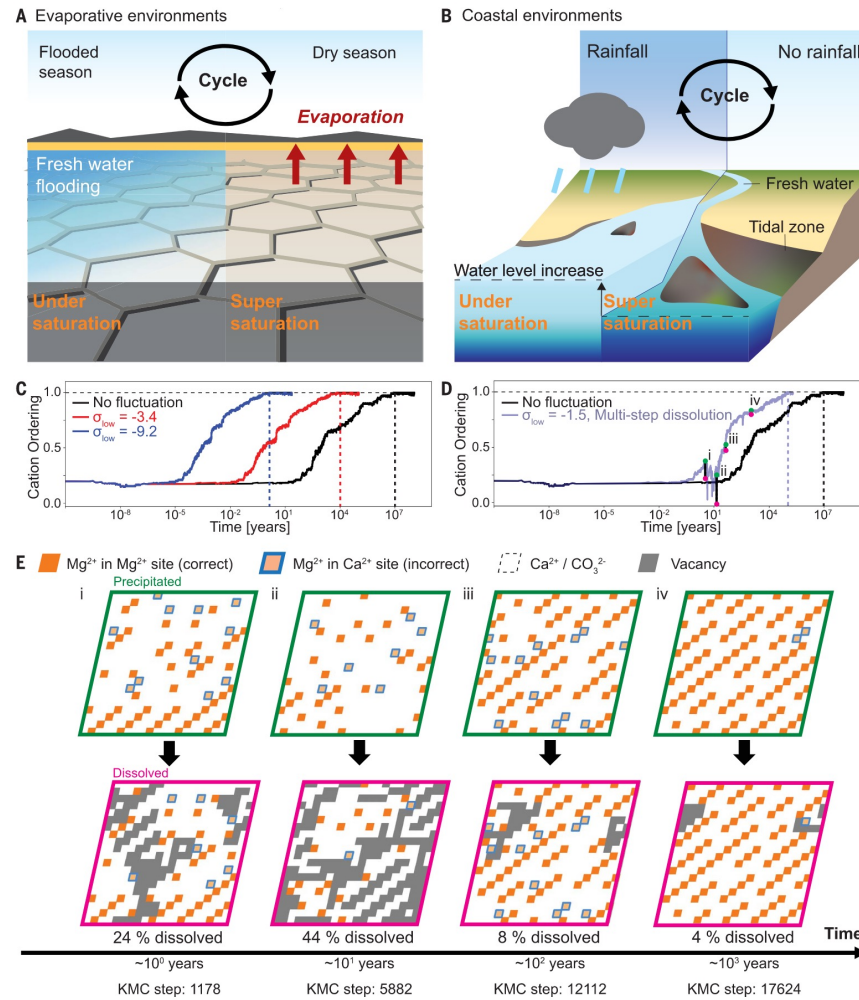 A Evaporative environments
Flooded season
Dry season
Cycle
Evaporation
Fresh water flooding
Under saturation
Super saturation
B Coastal environments
Rainfall
No rainfall
Cycle
Fresh water
Tidal zone
Water level increase
Under saturation
Super saturation
C
Cation Ordering
1.0
0.5
0.0
No fluctuation
σlow = -3.4
σlow = -9.2
10⁻⁸
10⁻⁵
10⁻²
10¹
10⁴
10⁷
Time [years]
D
Cation Ordering
1.0
0.5
0.0
No fluctuation
σlow = -1.5, Multi-step dissolution
i
ii
iii
iv
10⁻⁸
10⁻⁵
10⁻²
10¹
10⁴
10⁷
Time [years]
E
Mg²⁺ in Mg²⁺ site (correct)
Mg²⁺ in Ca²⁺ site (incorrect)
Ca²⁺ / CO₃²⁻
Vacancy
Precipitated
i
ii
iii
iv
Dissolved
24 % dissolved
44 % dissolved
8 % dissolved
4 % dissolved
Time
~10⁰ years
~10¹ years
~10² years
~10³ years
KMC step: 1178
KMC step: 5882
KMC step: 12112
KMC step: 17624